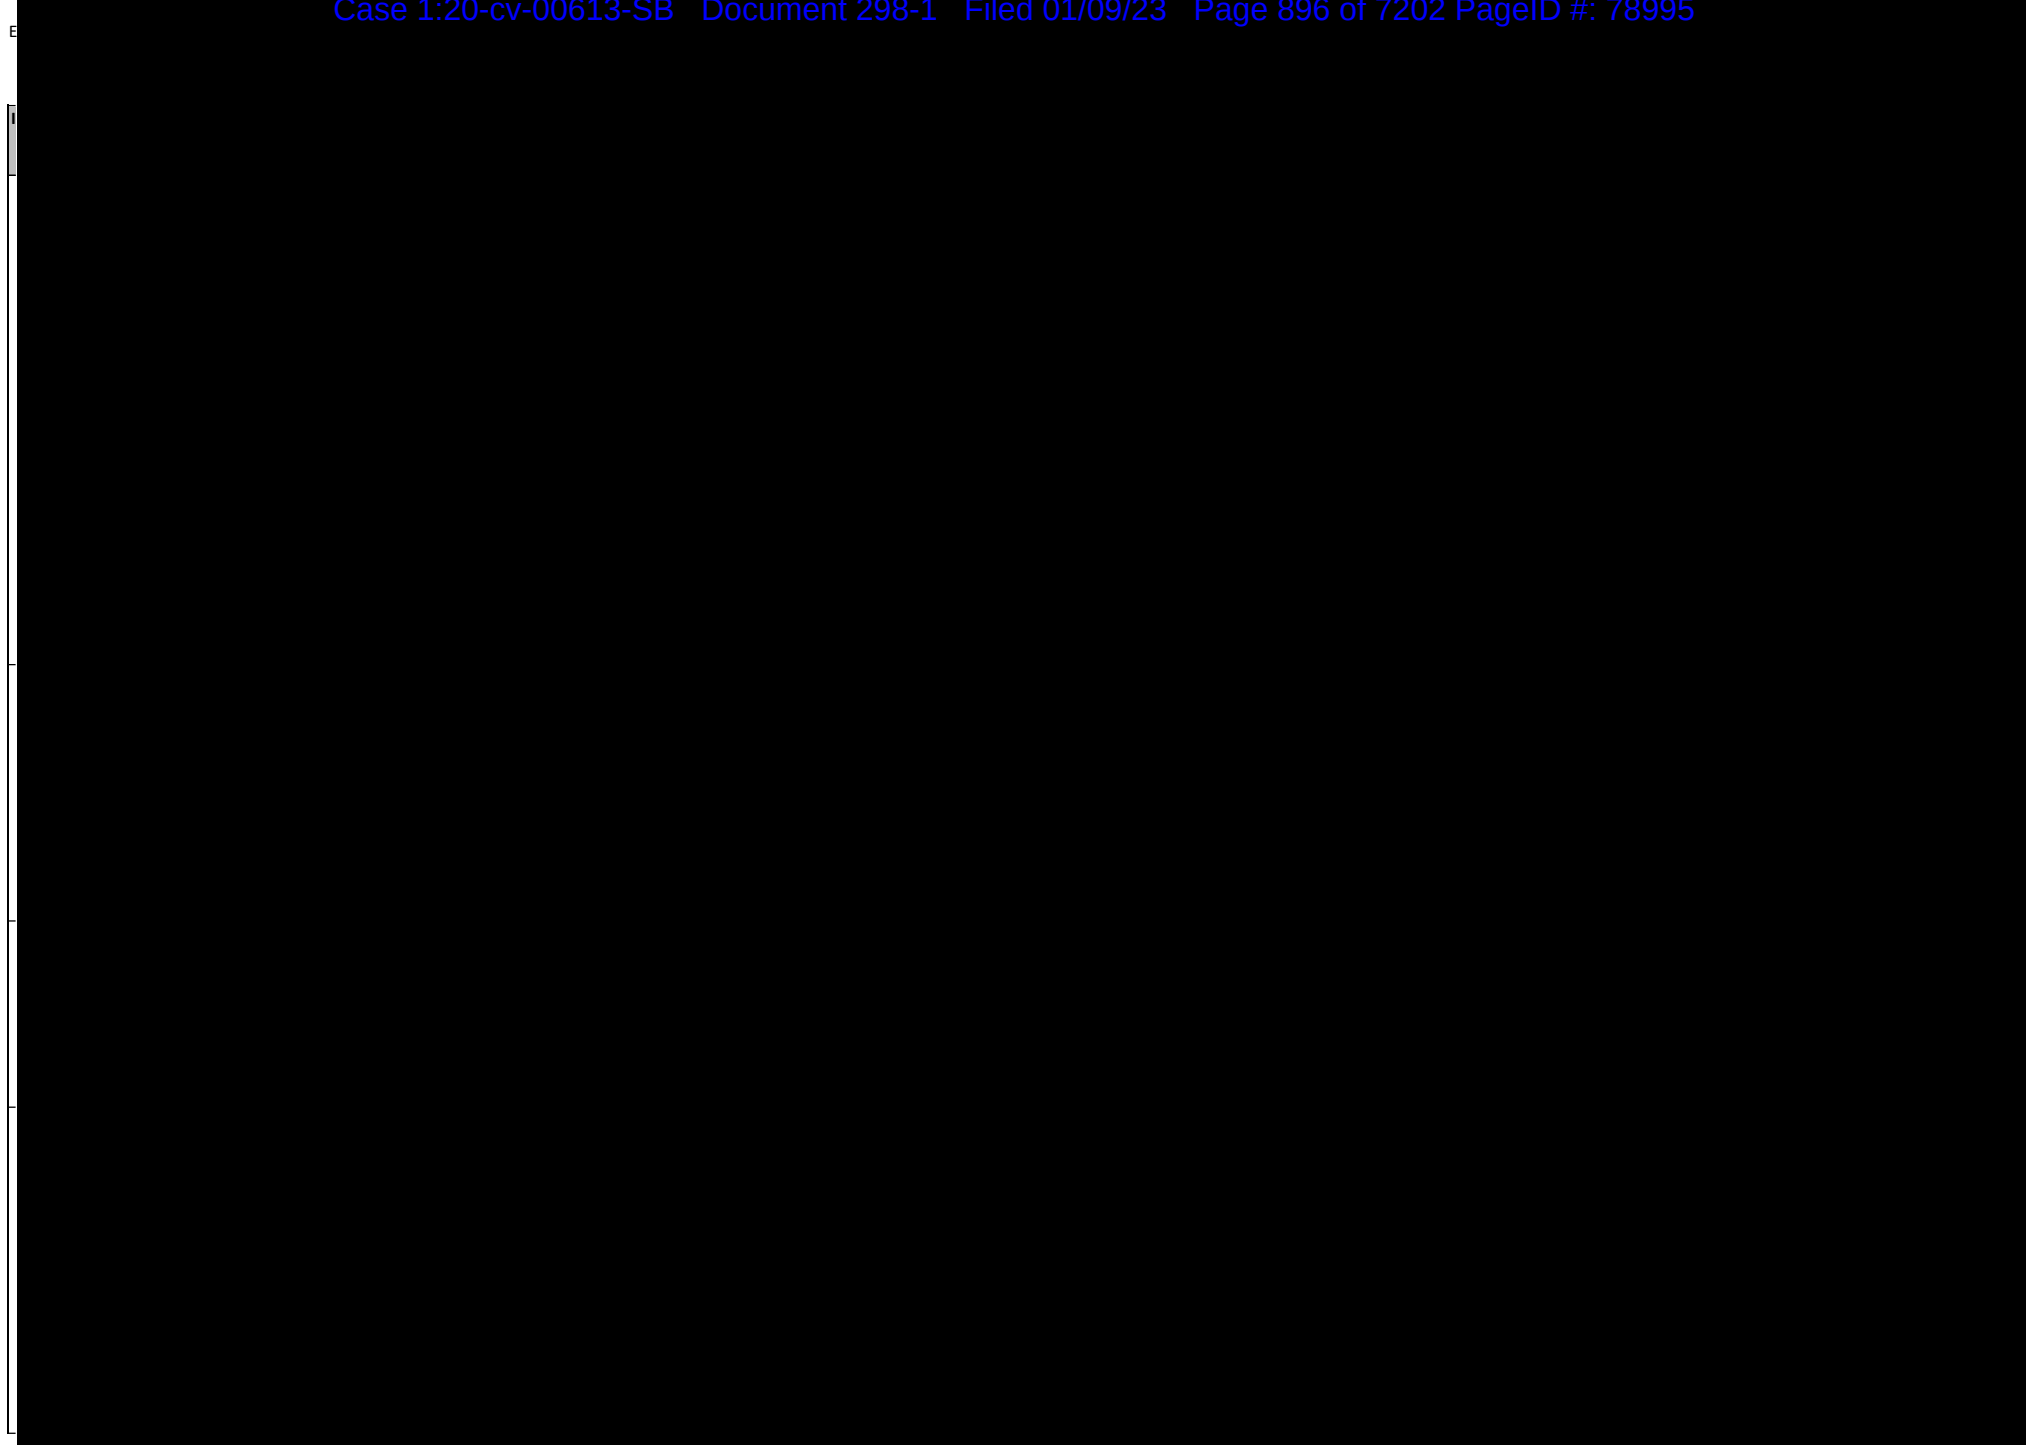 Case 1:20-cv-00613-SB Document 298-1 Filed 01/09/23 Page 896 of 7202 PageID #: 78995
E
I